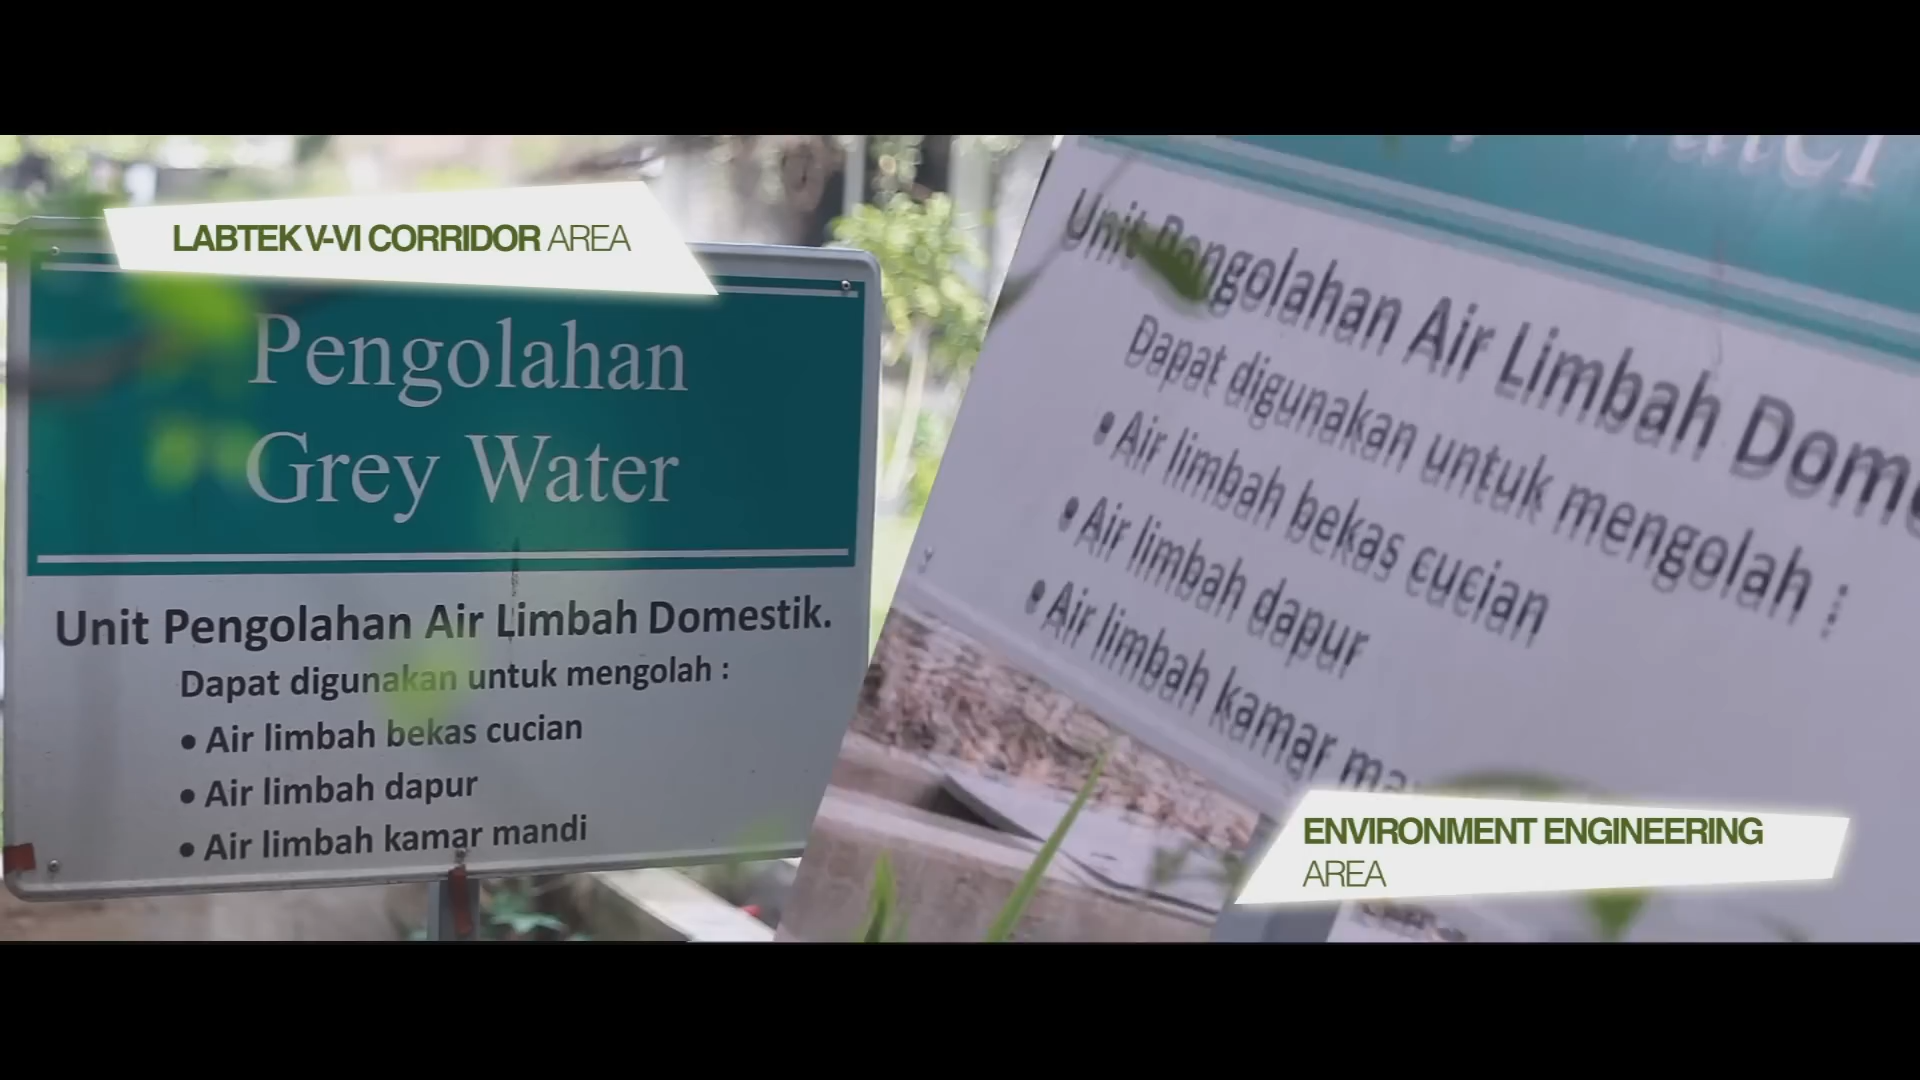 LABTEK V-VI CORRIDOR AREA
Pengolahan
Grey Water
Unit Pengolahan Air Limbah Domestik.
Dapat digunakan untuk mengolah :
• Air limbah bekas cucian
• Air limbah dapur
• Air limbah kamar mandi
Unit Pengolahan Air Limbah
Dapat digunakan untuk mengolah :
• Air limbah bekas cucian
• Air limbah dapur
• Air limbah kamar
ENVIRONMENT ENGINEERING
AREA